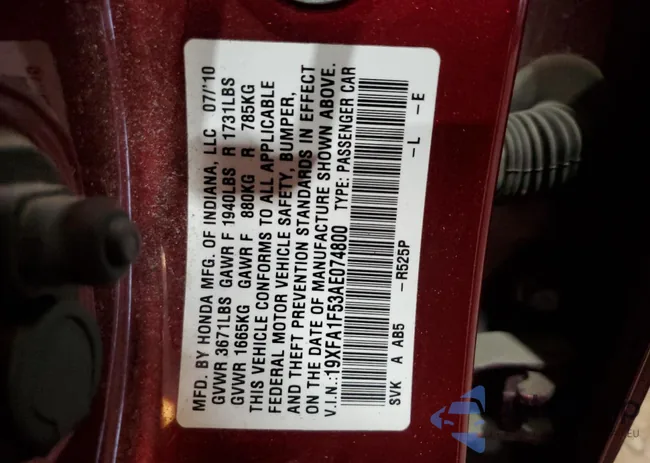 MFD. BY HONDA MFG. OF INDIANA, LLC 07/'10
GVWR 3671LBS GAWR F 1940LBS R 1731LBS
GVWR 1665KG GAWR F 880KG R 785KG
THIS VEHICLE CONFORMS TO ALL APPLICABLE
FEDERAL MOTOR VEHICLE SAFETY, BUMPER,
AND THEFT PREVENTION STANDARDS IN EFFECT
ON THE DATE OF MANUFACTURE SHOWN ABOVE.
V.I.N.:19XFA1F53AE074800 TYPE: PASSENGER CAR
SVK A AB5 -R525P -L -E